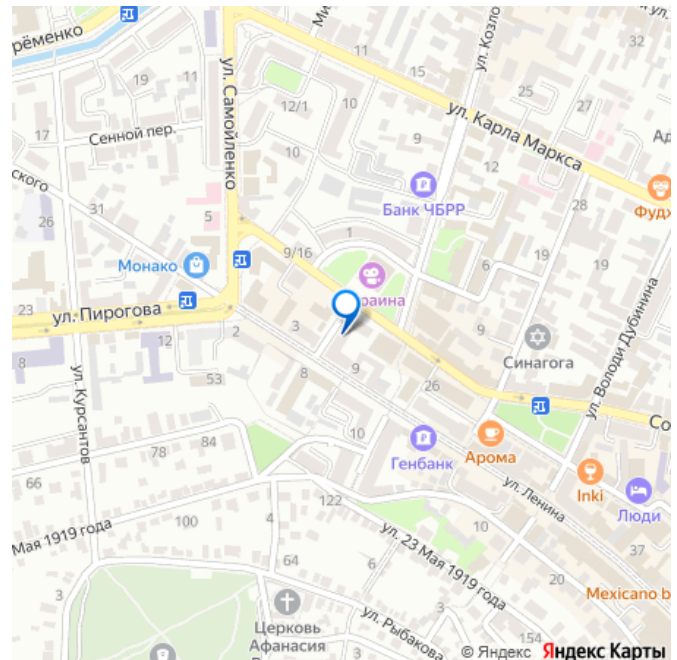 рёменко
Ми
ул.
11
ул. Козло
19
11
15
25
12/1
10
ул. Самойленко
ул. Карла Маркса
27
17
Сенной пер.
9
Ад
ского
10
12
31
Банк ЧБРР
28
Фудх
5
26
1
19
19
9/16
6
Монако
раина
23
ул. Пирогова
3
9
ул. Володи Дубинина
2
Синагога
8
12
9
53
8
26
ул. Курсантов
10
Со
84
78
Генбанк
Арома
66
ул. Ленина
Inki
Люди
122
Мая 1919 года
100
4
10
37
ул. 23 Мая 1919 года
64
6
20
3
3
Mexicano b
Церковь
Афанасия
ул. Рыбакова
3
154
© Яндекс Яндекс Карты